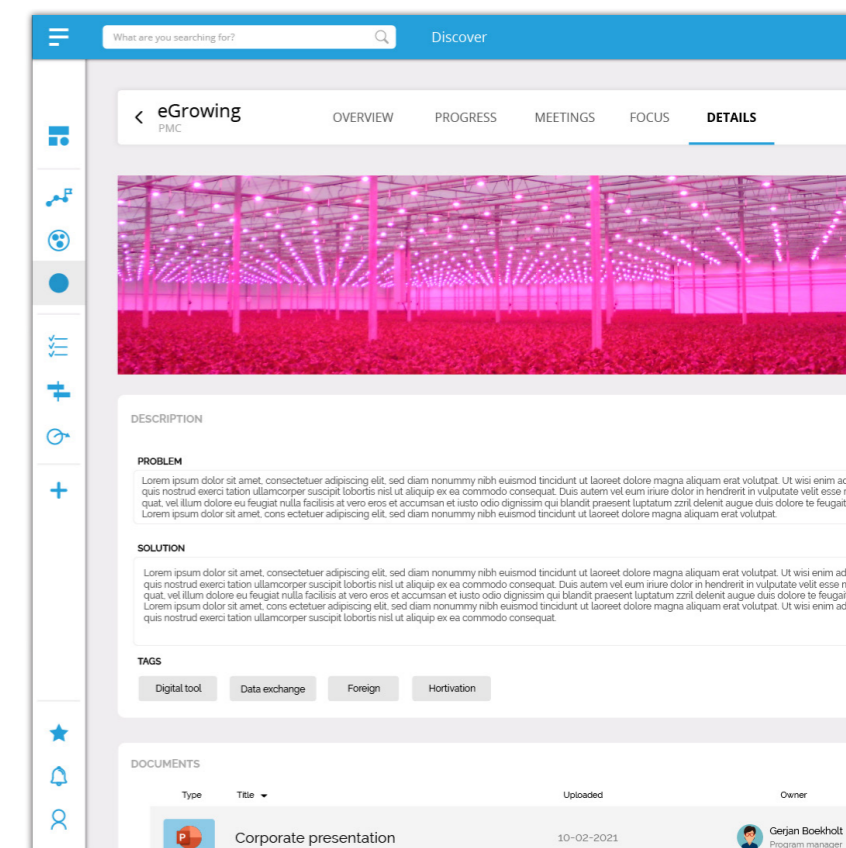 What are you searching for?
Discover
eGrowing
PMC
OVERVIEW
PROGRESS
MEETINGS
FOCUS
DETAILS
DESCRIPTION
PROBLEM
Lorem ipsum dolor sit amet, consectetuer adipiscing elit, sed diam nonummy nibh euismod tincidunt ut laoreet dolore magna aliquam erat volutpat. Ut wisi enim ad
quis nostrud exerci tation ullamcorper suscipit lobortis nisl ut aliquip ex ea commodo consequat. Duis autem vel eum iriure dolor in hendrerit in vulputate velit esse
quat, vel illum dolore eu feugiat nulla facilisis at vero eros et accumsan et iusto odio dignissim qui blandit praesent luptatum zzril delenit augue duis dolore te feugait
Lorem ipsum dolor sit amet, cons ectetuer adipiscing elit, sed diam nonummy nibh euismod tincidunt ut laoreet dolore magna aliquam erat volutpat.
SOLUTION
Lorem ipsum dolor sit amet, consectetuer adipiscing elit, sed diam nonummy nibh euismod tincidunt ut laoreet dolore magna aliquam erat volutpat. Ut wisi enim ad
quis nostrud exerci tation ullamcorper suscipit lobortis nisl ut aliquip ex ea commodo consequat. Duis autem vel eum iriure dolor in hendrerit in vulputate velit esse
quat, vel illum dolore eu feugiat nulla facilisis at vero eros et accumsan et iusto odio dignissim qui blandit praesent luptatum zzril delenit augue duis dolore te feugait
Lorem ipsum dolor sit amet, cons ectetuer adipiscing elit, sed diam nonummy nibh euismod tincidunt ut laoreet dolore magna aliquam erat volutpat. Ut wisi enim ad
quis nostrud exerci tation ullamcorper suscipit lobortis nisl ut aliquip ex ea commodo consequat.
TAGS
Digital tool
Data exchange
Foreign
Hortivation
DOCUMENTS
Type
Title
Uploaded
Owner
P
Corporate presentation
10-02-2021
Gerjan Boekholt
Program manager